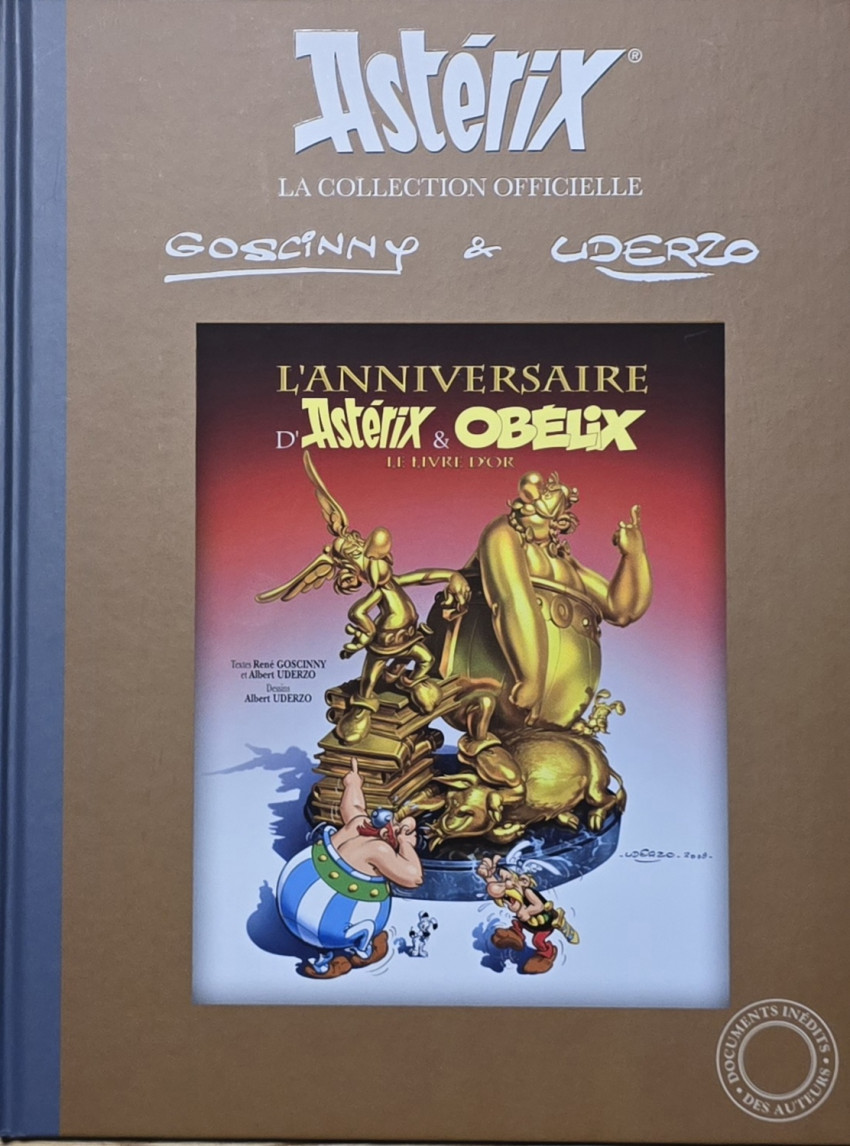 Astérix®
LA COLLECTION OFFICIELLE
GOSCINNY & UDERZO
L'ANNIVERSAIRE
D'Astérix & OBÉLIX
LE LIVRE D'OR
Textes René GOSCINNY
et Albert UDERZO
Dessins
Albert UDERZO
-UDERZO-2008-
DOCUMENTS INÉDITS • DES AUTEURS •